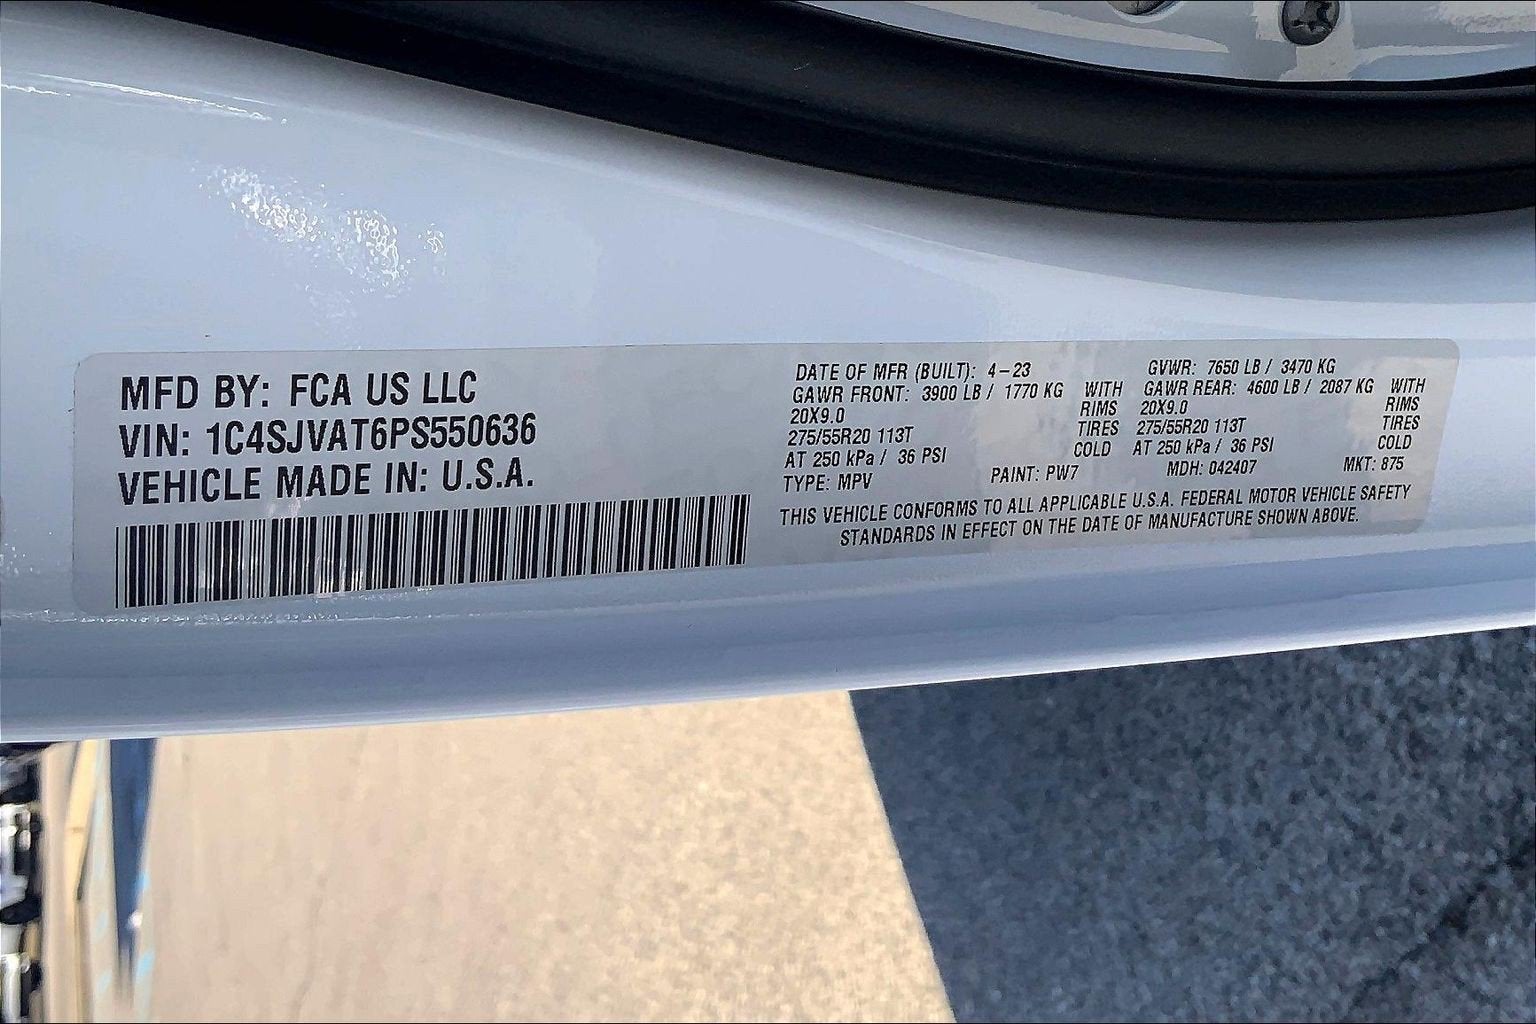 MFD BY: FCA US LLC
VIN: 1C4SJVAT6PS550636
VEHICLE MADE IN: U.S.A.
DATE OF MFR (BUILT): 4-23 GVWR: 7650 LB / 3470 KG
GAWR FRONT: 3900 LB / 1770 KG WITH GAWR REAR: 4600 LB / 2087 KG WITH
20X9.0 RIMS 20X9.0 RIMS
275/55R20 113T TIRES 275/55R20 113T TIRES
AT 250 kPa / 36 PSI COLD AT 250 kPa / 36 PSI COLD
TYPE: MPV PAINT: PW7 MDH: 042407 MKT: 875
THIS VEHICLE CONFORMS TO ALL APPLICABLE U.S.A. FEDERAL MOTOR VEHICLE SAFETY
STANDARDS IN EFFECT ON THE DATE OF MANUFACTURE SHOWN ABOVE.